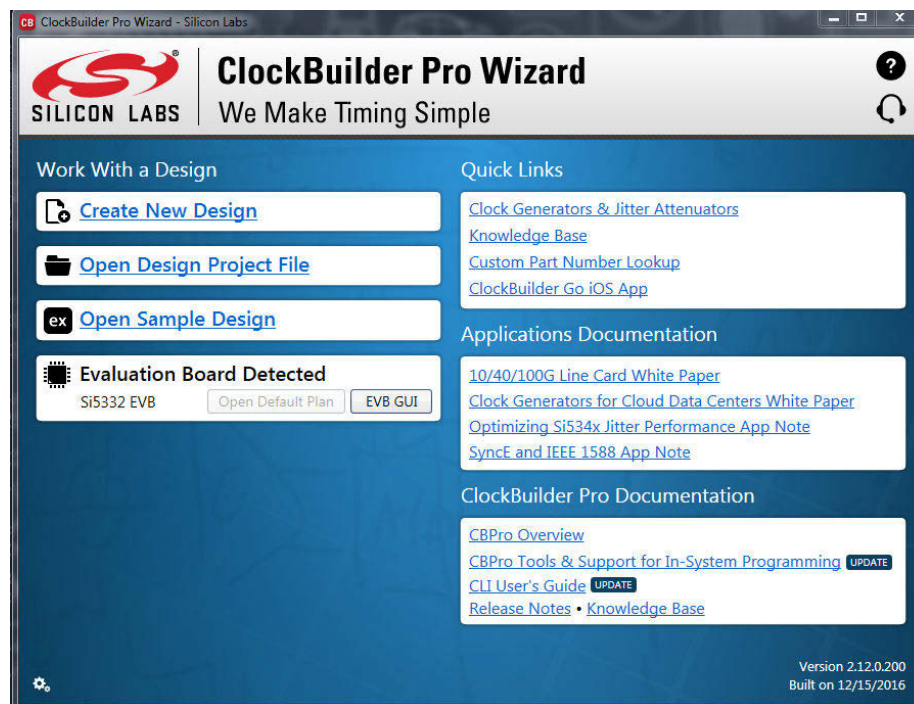 CB ClockBuilder Pro Wizard - Silicon Labs
SILICON LABS
®
ClockBuilder Pro Wizard
We Make Timing Simple
?
Work With a Design
Create New Design
Open Design Project File
ex Open Sample Design
Evaluation Board Detected
Si5332 EVB Open Default Plan EVB GUI
Quick Links
Clock Generators & Jitter Attenuators
Knowledge Base
Custom Part Number Lookup
ClockBuilder Go iOS App
Applications Documentation
10/40/100G Line Card White Paper
Clock Generators for Cloud Data Centers White Paper
Optimizing Si534x Jitter Performance App Note
SyncE and IEEE 1588 App Note
ClockBuilder Pro Documentation
CBPro Overview
CBPro Tools & Support for In-System Programming UPDATE
CLI User's Guide UPDATE
Release Notes • Knowledge Base
Version 2.12.0.200
Built on 12/15/2016